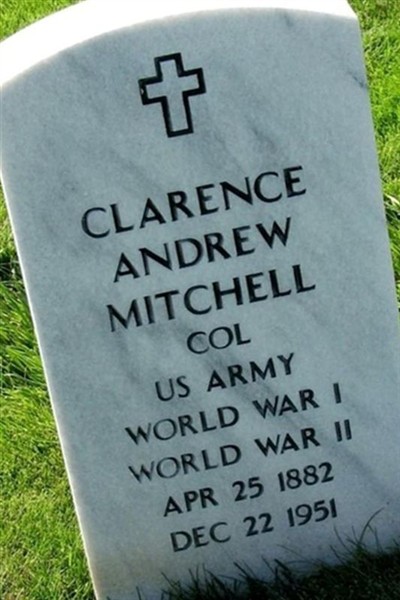 CLARENCE
ANDREW
MITCHELL
COL
US ARMY
WORLD WAR I
WORLD WAR II
APR 25 1882
DEC 22 1951